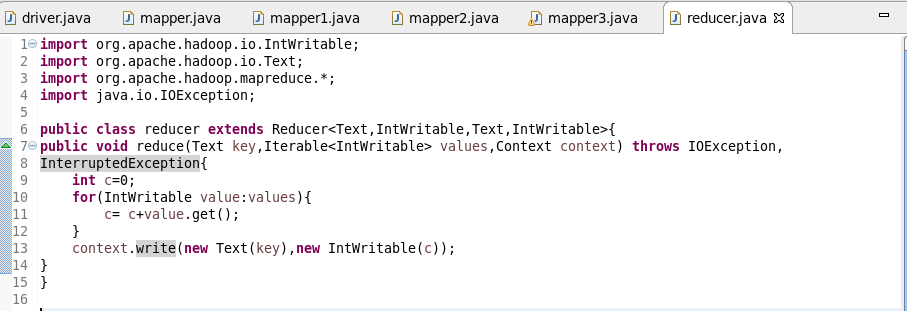 driver.java mapper.java mapper1.java mapper2.java mapper3.java reducer.java
1 import org.apache.hadoop.io.IntWritable;
2 import org.apache.hadoop.io.Text;
3 import org.apache.hadoop.mapreduce.*;
4 import java.io.IOException;
5
6 public class reducer extends Reducer<Text,IntWritable,Text,IntWritable>{
7 public void reduce(Text key,Iterable<IntWritable> values,Context context) throws IOException,
8 InterruptedException{
9     int c=0;
10     for(IntWritable value:values){
11         c= c+value.get();
12     }
13     context.write(new Text(key),new IntWritable(c));
14 }
15 }
16